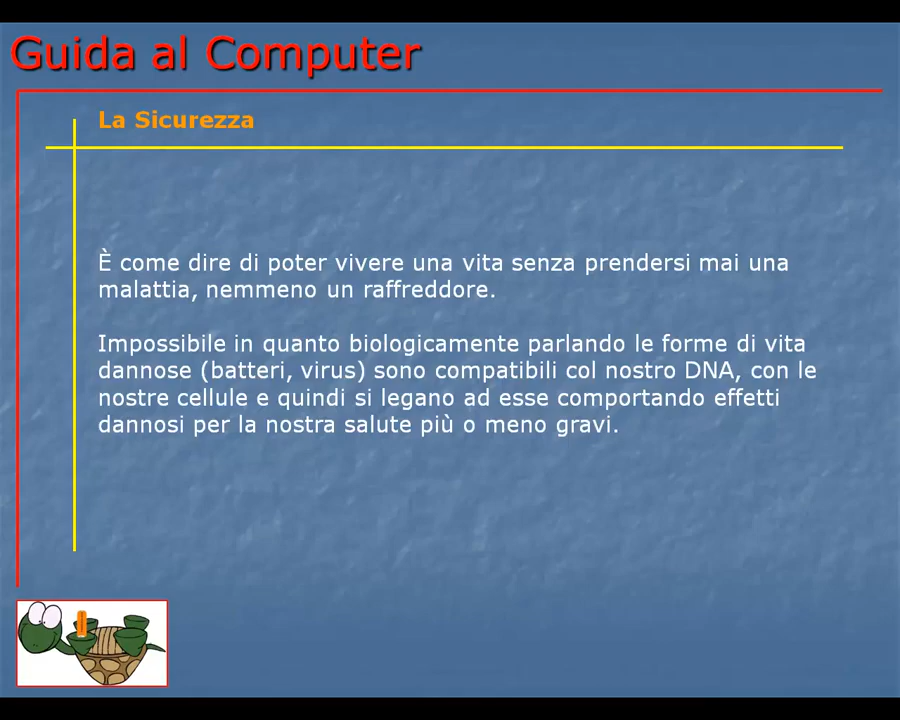 Guida al Computer
La Sicurezza
È come dire di poter vivere una vita senza prendersi mai una
malattia, nemmeno un raffreddore.
Impossibile in quanto biologicamente parlando le forme di vita
dannose (batteri, virus) sono compatibili col nostro DNA, con le
nostre cellule e quindi si legano ad esse comportando effetti
dannosi per la nostra salute più o meno gravi.